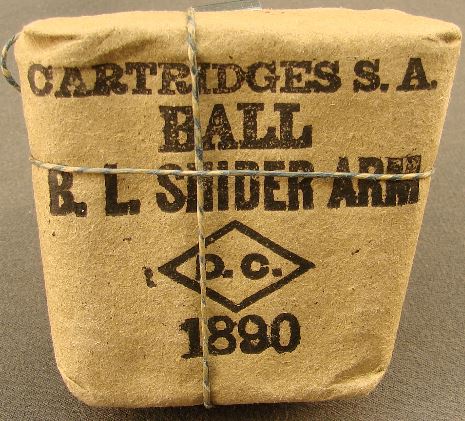 CARTRIDGES S. A.
BALL
B. L. SNIDER ARM
D. C.
1890